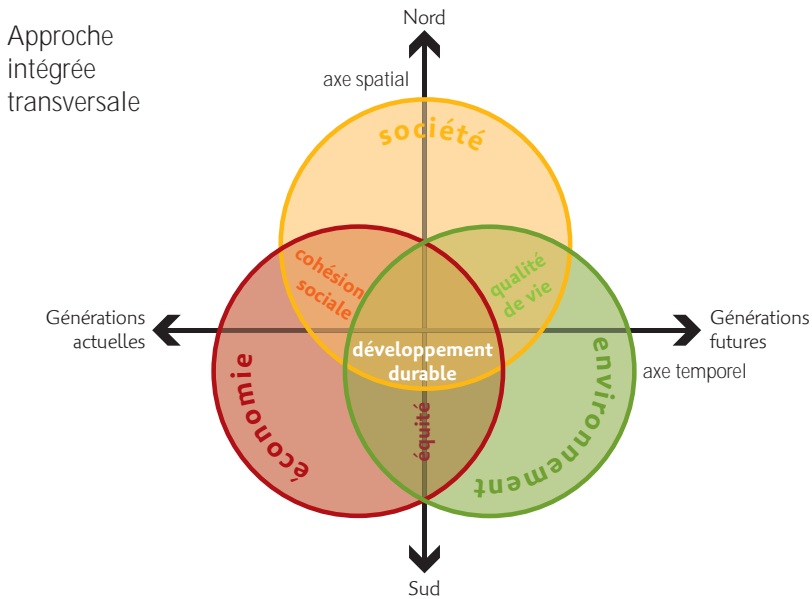 Approche
intégrée
transversale
Nord
axe spatial
société
cohésion
sociale
qualité
de vie
Générations
actuelles
Générations
futures
développement
durable
axe temporel
économie
environnement
équité
Sud